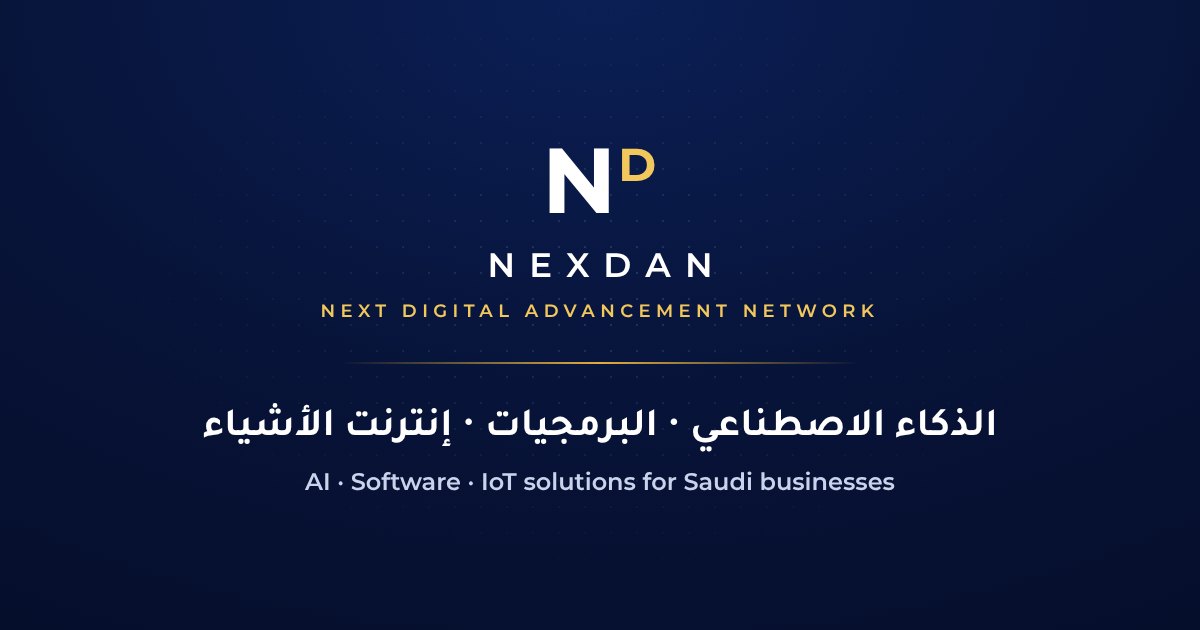 ND
NEXDAN
NEXT DIGITAL ADVANCEMENT NETWORK
الذكاء الاصطناعي · البرمجيات · إنترنت الأشياء
AI · Software · IoT solutions for Saudi businesses